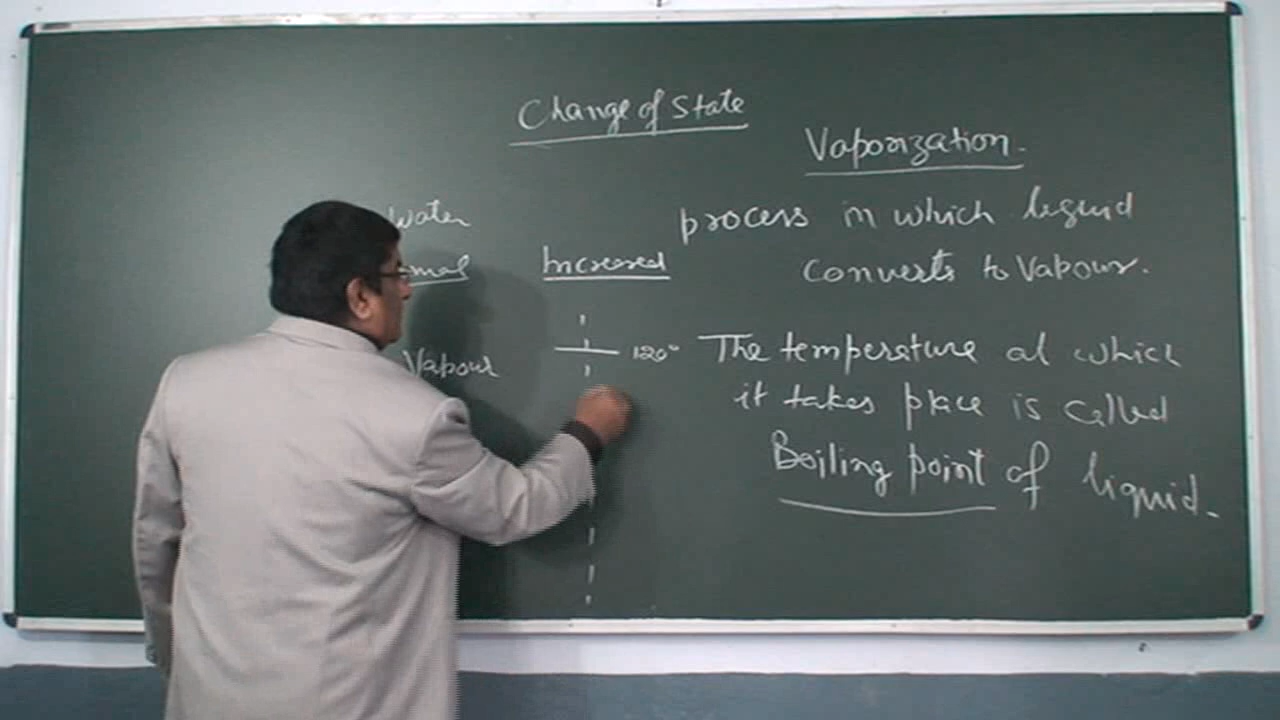 Change of State
Water
Increased
Vapour
120°
Vaporization.
process in which liquid
converts to Vapour.
The temperature at which
it takes place is called
Boiling point of liquid.